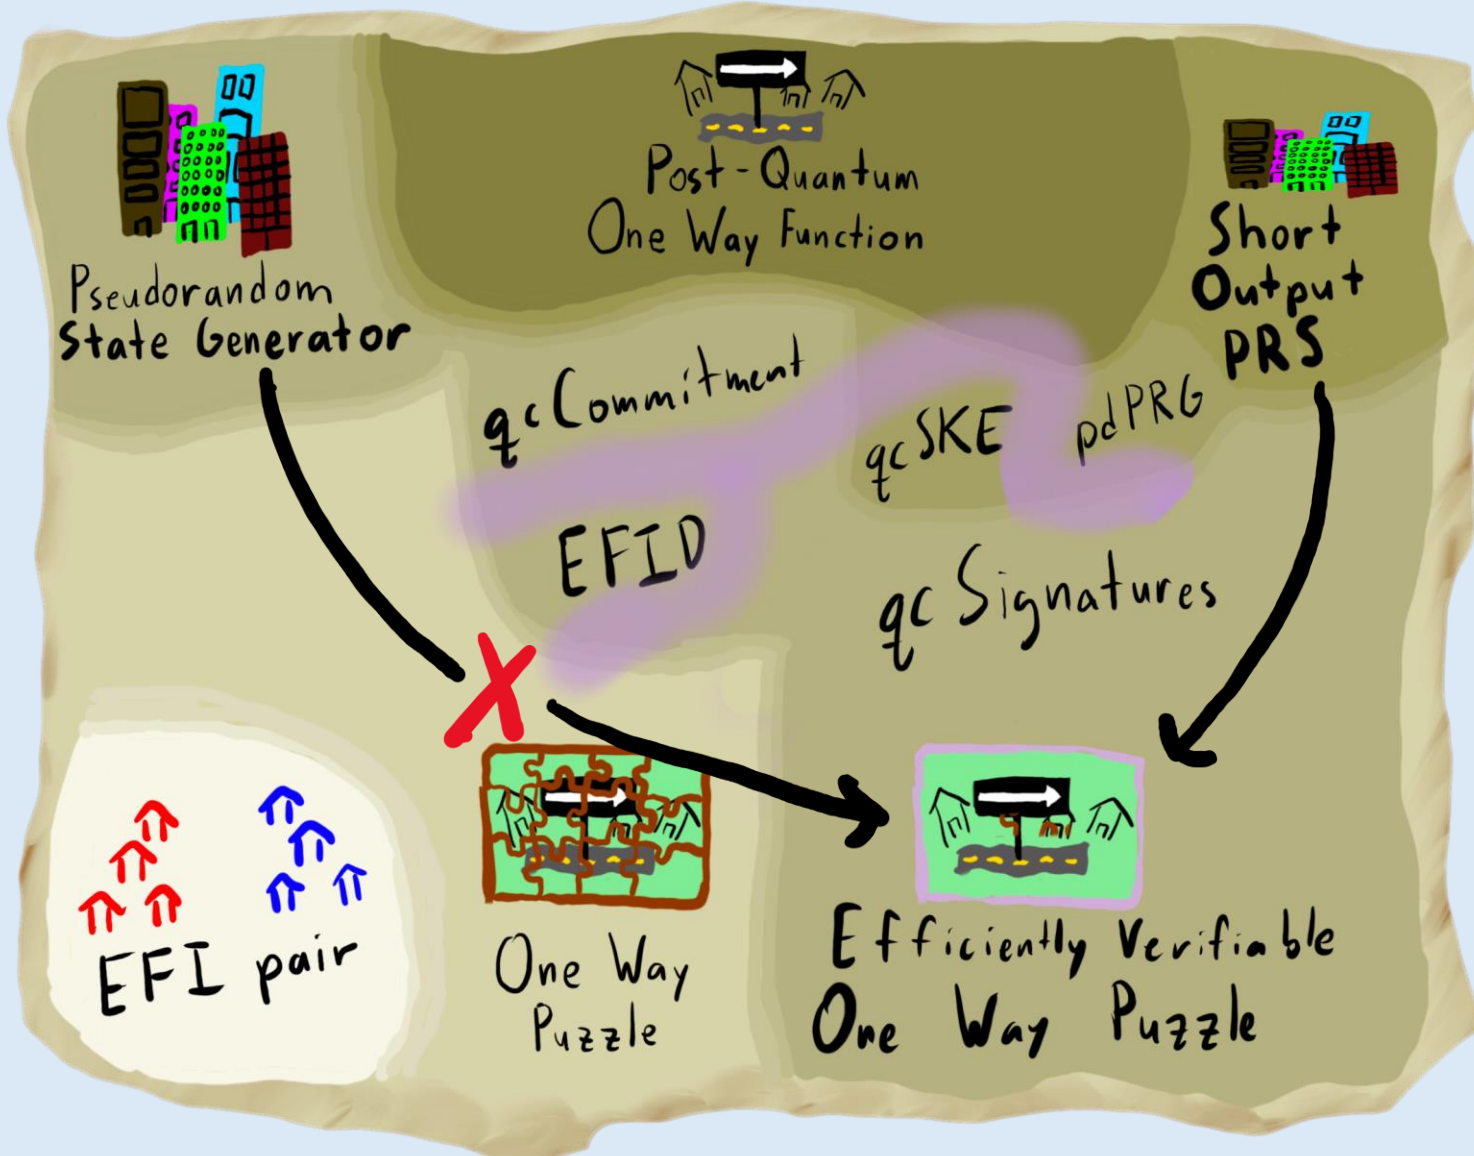 Post-Quantum
One Way Function
Pseudorandom
State Generator
Short
Output
PRS
qcCommitment
qcSKE
pdPRG
EFID
qcSignatures
EFI pair
One Way
Puzzle
Efficiently Verifiable
One Way Puzzle